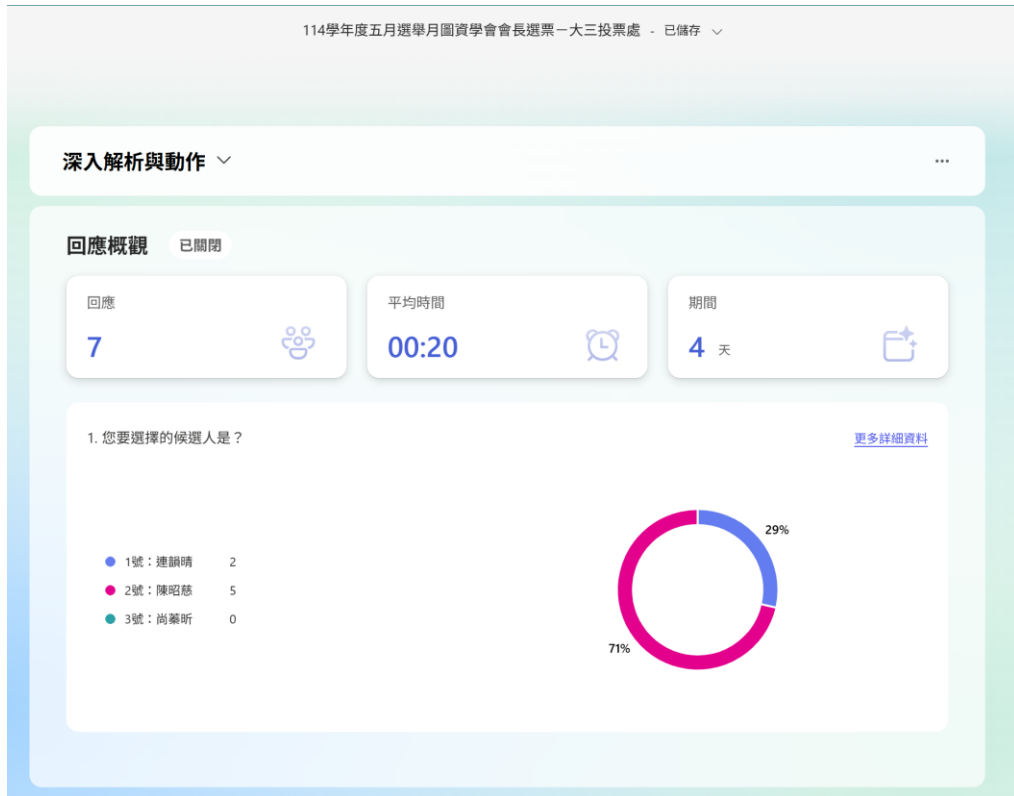 114學年度五月選舉月圖資學會會長選票－大三投票處 - 已儲存
深入解析與動作
回應概觀 已關閉
回應
7
平均時間
00:20
期間
4 天
1. 您要選擇的候選人是？
更多詳細資料
1號：連韻晴 2
2號：陳昭慈 5
3號：尚蓁昕 0
29%
71%